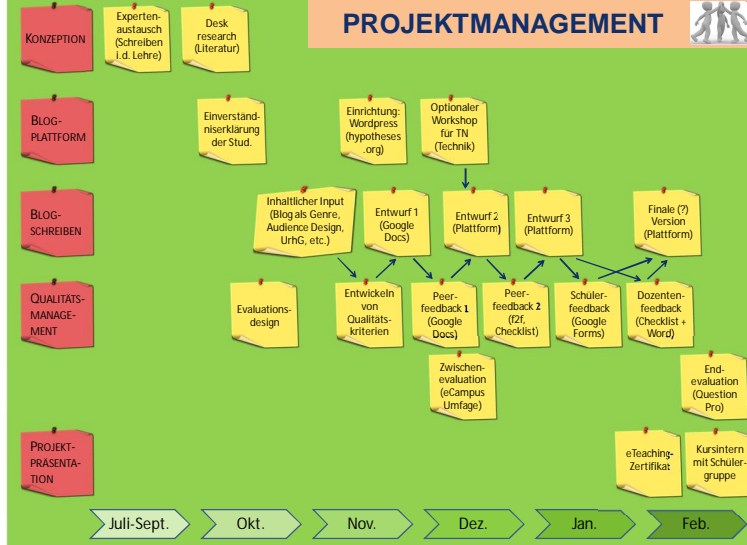 PROJEKTMANAGEMENT
KONZEPTION
Experten-
austausch
(Schreiben
i.d. Lehre)
Desk
research
(Literatur)
BLOG-
PLATTFORM
Einverständ-
niserklärung
der Stud.
Einrichtung:
Wordpress
(hypotheses
.org)
Optionaler
Workshop
für TN
(Technik)
BLOG-
SCHREIBEN
Inhaltlicher Input
(Blog als Genre,
Audience Design,
UrhG, etc.)
Entwurf 1
(Google
Docs)
Entwurf 2
(Plattform)
Entwurf 3
(Plattform)
Finale (?)
Version
(Plattform)
QUALITÄTS-
MANAGE-
MENT
Evaluations-
design
Entwickeln
von
Qualitäts-
kriterien
Peer-
feedback 1
(Google
Docs)
Peer-
feedback 2
(f2f,
Checklist)
Schüler-
feedback
(Google
Forms)
Dozenten-
feedback
(Checklist +
Word)
Zwischen-
evaluation
(eCampus
Umfage)
End-
evaluation
(Question
Pro)
PROJEKT-
PRÄSENTA-
TION
eTeaching-
Zertifikat
Kursintern
mit Schüler-
gruppe
Juli-Sept.
Okt.
Nov.
Dez.
Jan.
Feb.